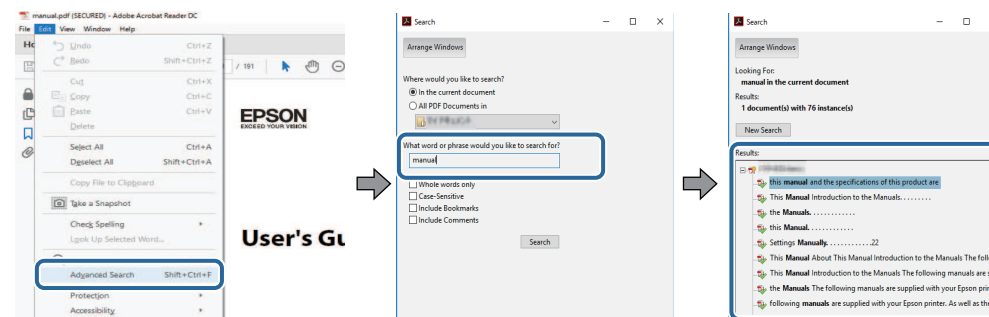 manual.pdf (SECURED) - Adobe Acrobat Reader DC
File Edit View Window Help
Undo Ctrl+Z
Redo Shift+Ctrl+Z
Cut Ctrl+X
Copy Ctrl+C
Paste Ctrl+V
Delete
Select All Ctrl+A
Deselect All Shift+Ctrl+A
Copy File to Clipboard
Take a Snapshot
Check Spelling
Look Up Selected Word...
Advanced Search Shift+Ctrl+F
Protection
Accessibility
/ 191
EPSON
EXCEED YOUR VISION
User's Gu
Search
Arrange Windows
Where would you like to search?
In the current document
All PDF Documents in
What word or phrase would you like to search for?
manual
Whole words only
Case-Sensitive
Include Bookmarks
Include Comments
Search
Search
Arrange Windows
Looking For:
manual in the current document
Results:
1 document(s) with 76 instance(s)
New Search
Results:
this manual and the specifications of this product are
This Manual Introduction to the Manuals. . . . . . . . .
the Manuals. . . . . . . . . . . .
this Manual. . . . . . . . . . . .
Settings Manually. . . . . . . . . . . .22
This Manual About This Manual Introduction to the Manuals The foll
This Manual Introduction to the Manuals The following manuals are s
the Manuals The following manuals are supplied with your Epson prin
following manuals are supplied with your Epson printer. As well as the